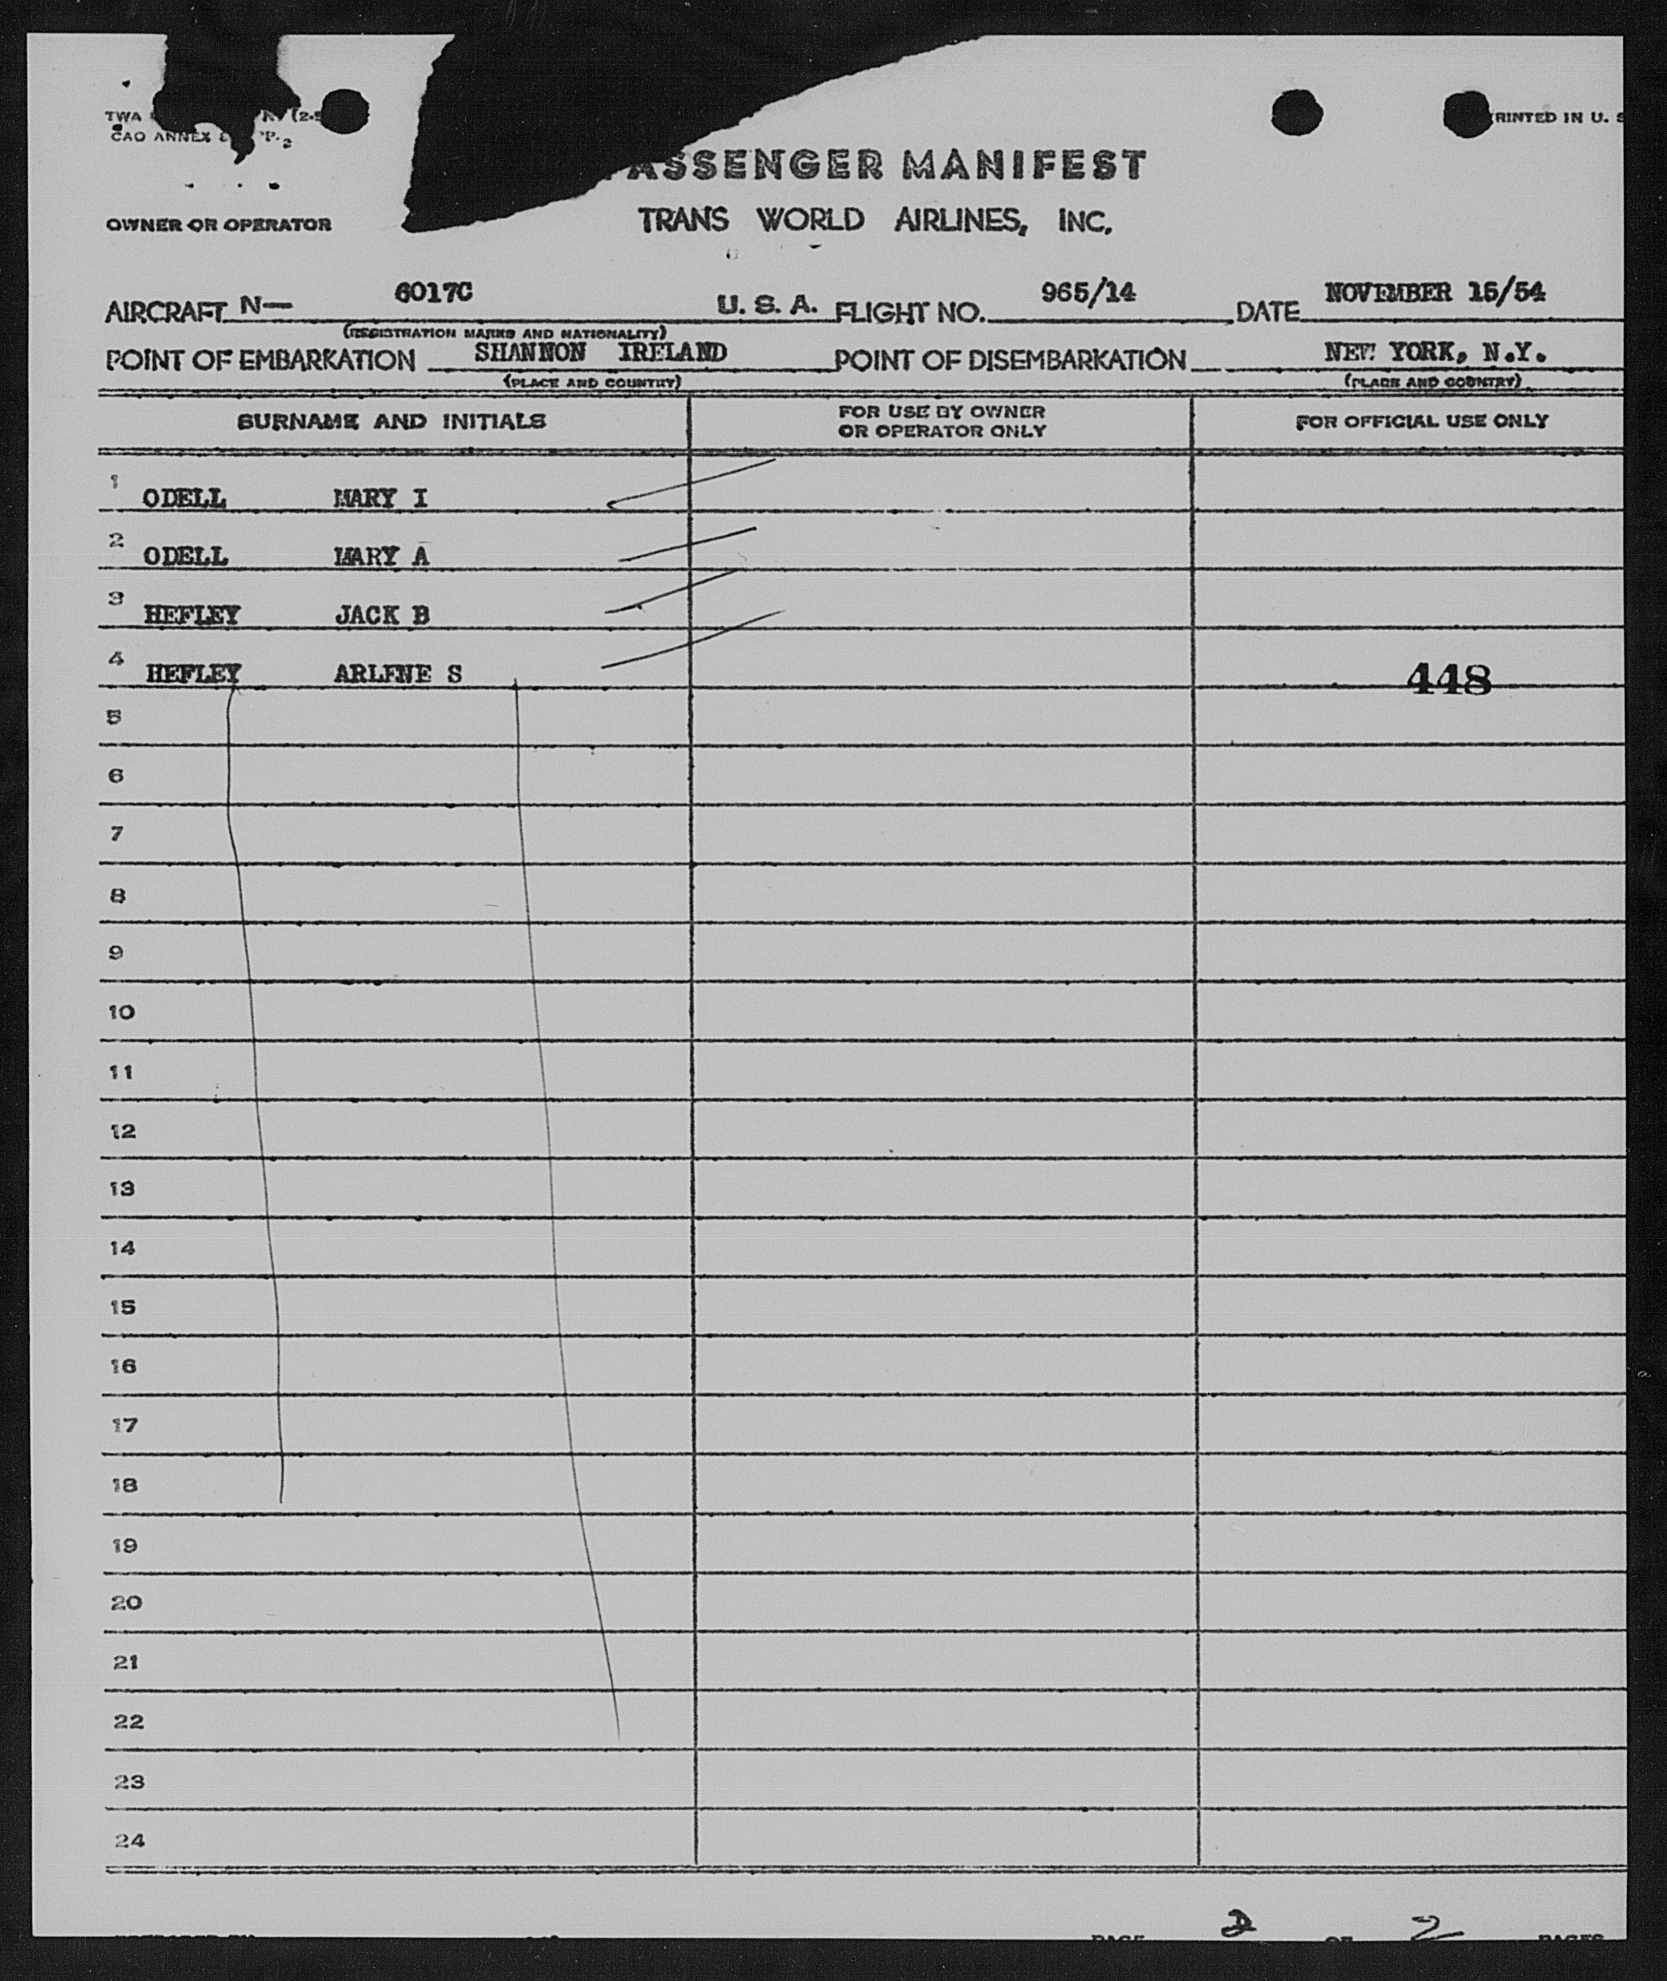 TWA
PRINTED IN U. S
CAO ANNEX
PASSENGER MANIFEST
OWNER OR OPERATOR
TRANS WORLD AIRLINES, INC.
AIRCRAFT N— 6017C U. S. A. FLIGHT NO. 965/14 DATE NOVEMBER 15/54
(REGISTRATION MARKS AND NATIONALITY)
POINT OF EMBARKATION SHANNON IRELAND POINT OF DISEMBARKATION NEW YORK, N.Y.
(PLACE AND COUNTRY) (PLACE AND COUNTRY)
SURNAME AND INITIALS FOR USE BY OWNER OR OPERATOR ONLY FOR OFFICIAL USE ONLY
1 ODELL MARY I
2 ODELL MARY A
3 HEFLEY JACK B
4 HEFLEY ARLENE S 448
5
6
7
8
9
10
11
12
13
14
15
16
17
18
19
20
21
22
23
24
PAGE 2 OF 2 PAGES